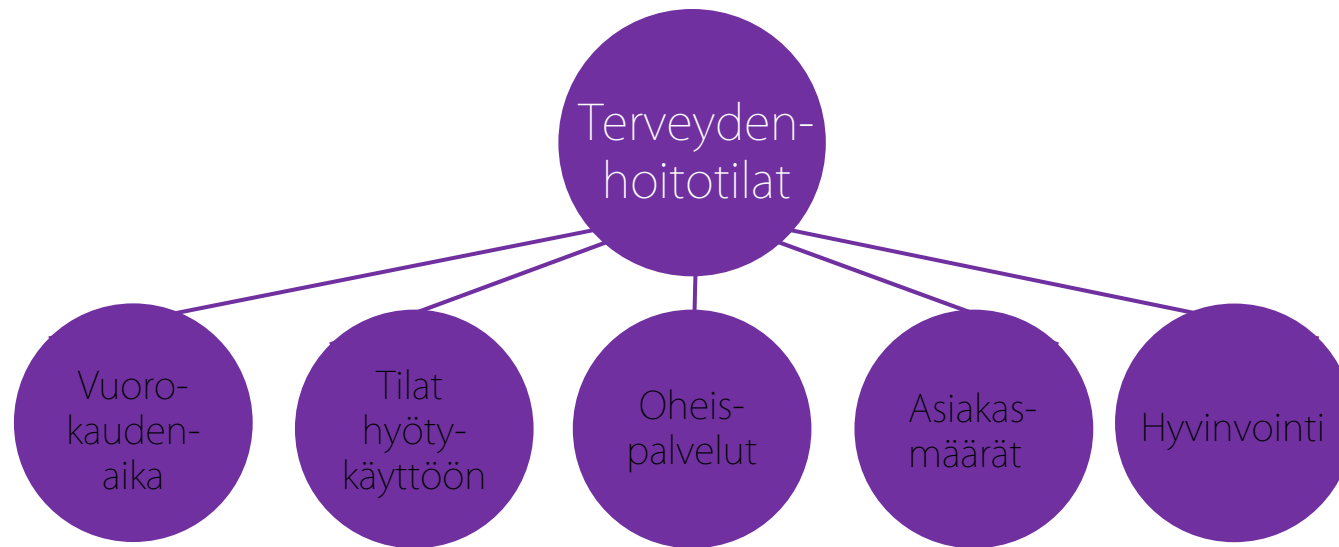 Terveyden-
hoitotilat
Vuoro-
kauden-
aika
Tilat
hyöty-
käyttöön
Oheis-
palvelut
Asiakas-
määrät
Hyvinvointi